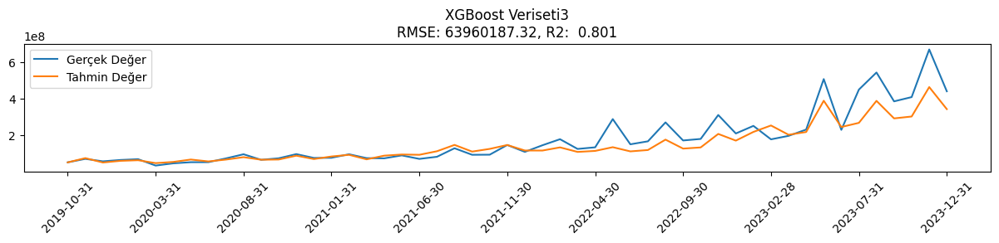 XGBoost Veriseti3
RMSE: 63960187.32, R2:  0.801
1e8
Gerçek Değer
Tahmin Değer
6
4
2
2019-10-31
2020-03-31
2020-08-31
2021-01-31
2021-06-30
2021-11-30
2022-04-30
2022-09-30
2023-02-28
2023-07-31
2023-12-31